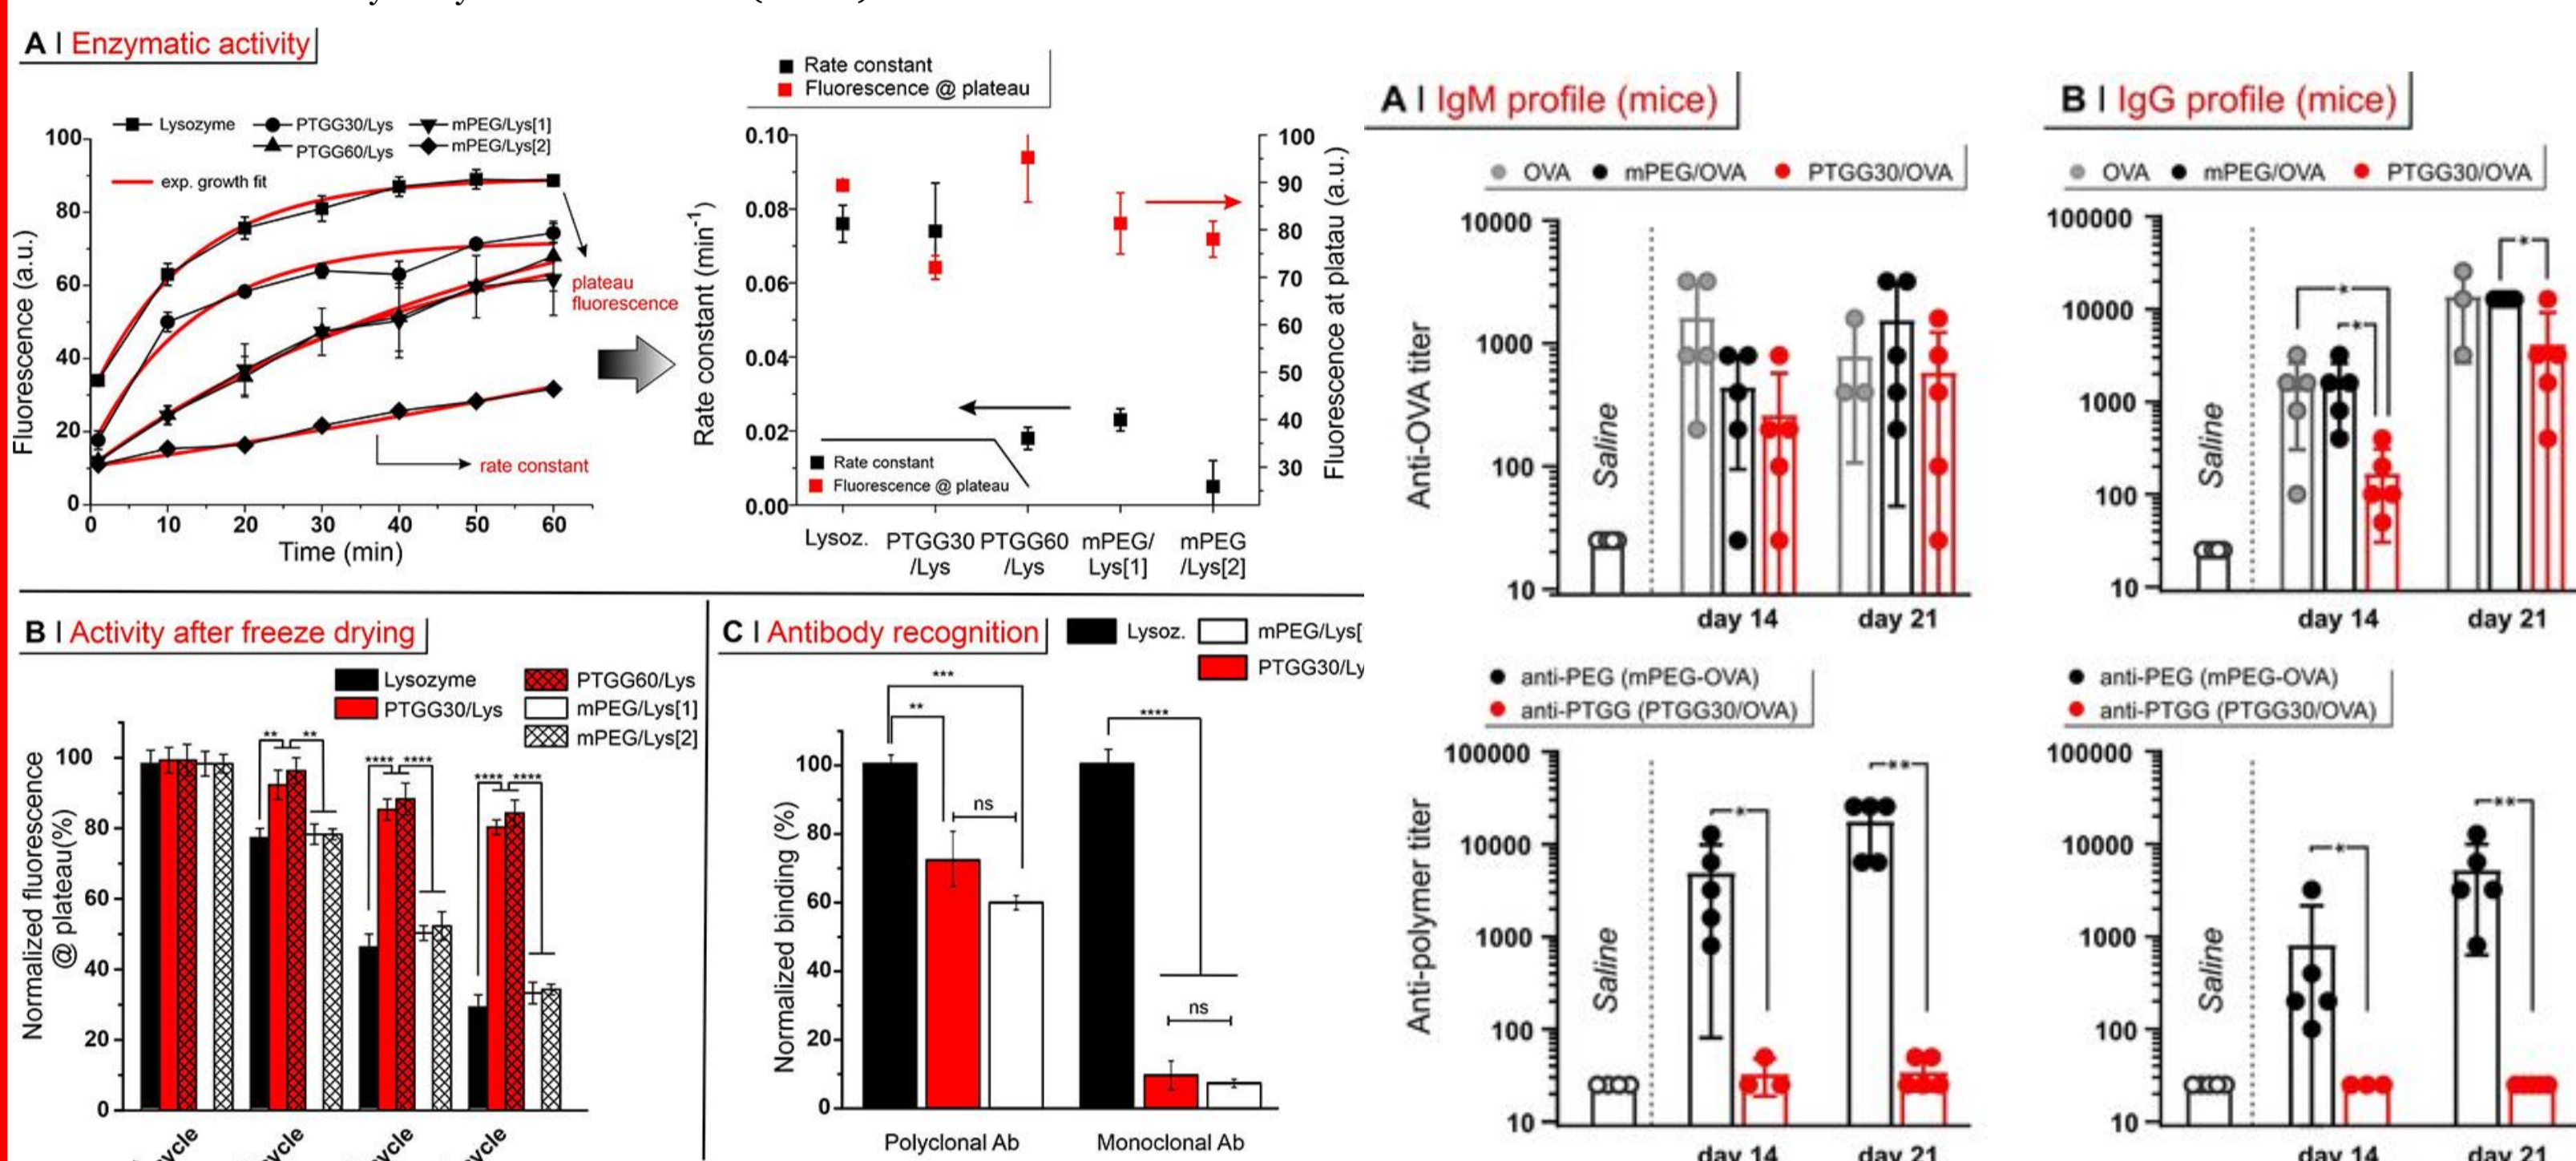 A | Enzymatic activity
Lysozyme
PTGG30/Lys
mPEG/Lys[1]
PTGG60/Lys
mPEG/Lys[2]
exp. growth fit
plateau
fluorescence
rate constant
Fluorescence (a.u.)
100
80
60
40
20
0
0 10 20 30 40 50 60
Time (min)
Rate constant
Fluorescence @ plateau
Rate constant (min-1)
0.10
0.08
0.06
0.04
0.02
0.00
Rate constant
Fluorescence @ plateau
100
90
80
70
60
50
40
30
Fluorescence at platau (a.u.)
Lysoz. PTGG30 PTGG60 mPEG/ mPEG
/Lys /Lys Lys[1] /Lys[2]
B | Activity after freeze drying
Lysozyme
PTGG30/Lys
PTGG60/Lys
mPEG/Lys[1]
mPEG/Lys[2]
Normalized fluorescence
@ plateau(%)
100
80
60
40
20
0
** **
**** ****
**** ****
C | Antibody recognition
Lysoz.
mPEG/Lys[
PTGG30/Ly
Normalized binding (%)
100
80
60
40
20
0
***
**
ns
****
ns
Polyclonal Ab Monoclonal Ab
A | IgM profile (mice)
OVA mPEG/OVA PTGG30/OVA
Anti-OVA titer
10000
1000
100
10
Saline
day 14 day 21
anti-PEG (mPEG-OVA)
anti-PTGG (PTGG30/OVA)
Anti-polymer titer
100000
10000
1000
100
10
Saline
*
**
day 14 day 21
B | IgG profile (mice)
OVA mPEG/OVA PTGG30/OVA
100000
10000
1000
100
10
Saline
*
*
*
day 14 day 21
anti-PEG (mPEG-OVA)
anti-PTGG (PTGG30/OVA)
100000
10000
1000
100
10
Saline
*
**
day 14 day 21